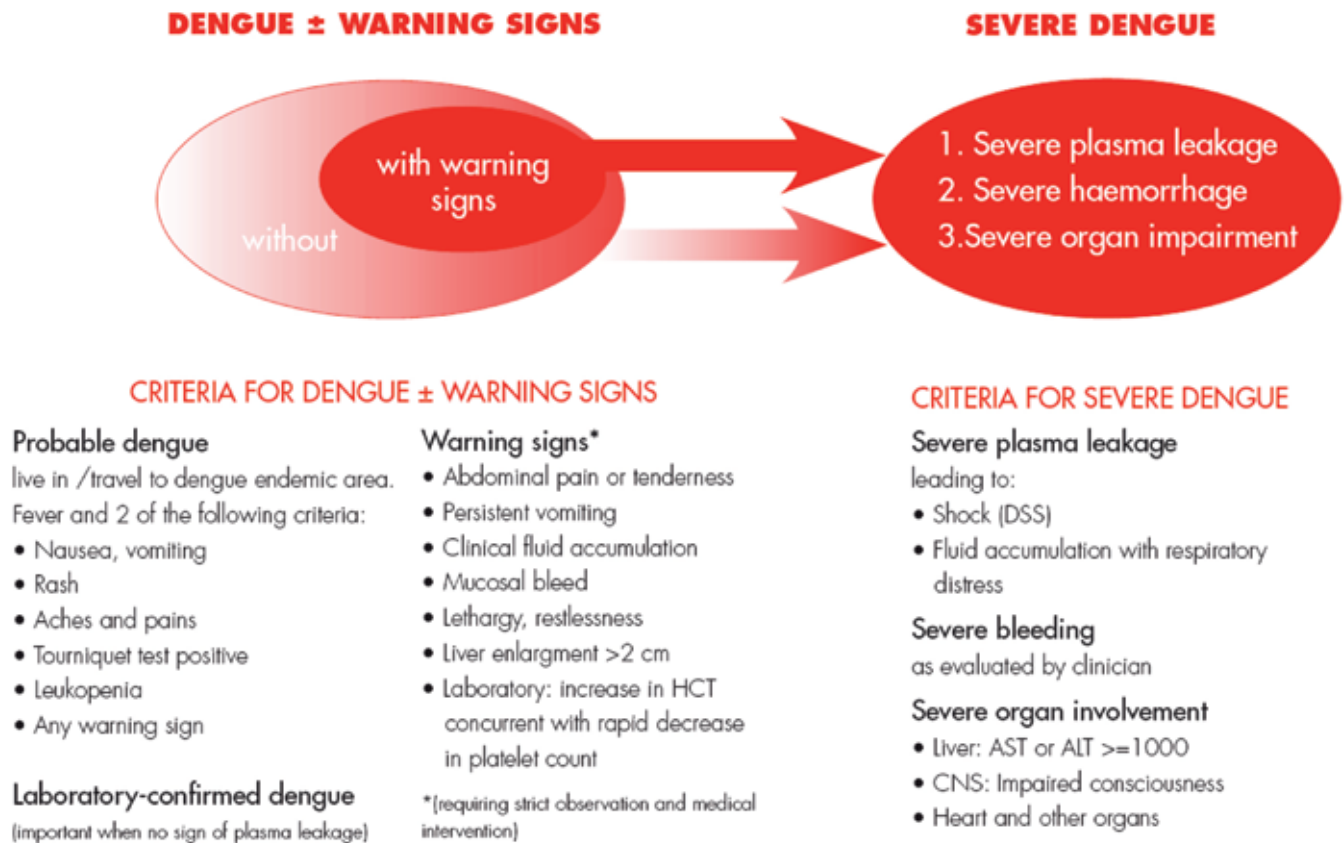 DENGUE ± WARNING SIGNS
SEVERE DENGUE
with warning
signs
without
1. Severe plasma leakage
2. Severe haemorrhage
3.Severe organ impairment
CRITERIA FOR DENGUE ± WARNING SIGNS
Probable dengue
live in /travel to dengue endemic area.
Fever and 2 of the following criteria:
• Nausea, vomiting
• Rash
• Aches and pains
• Tourniquet test positive
• Leukopenia
• Any warning sign
Laboratory-confirmed dengue
(important when no sign of plasma leakage)
Warning signs*
• Abdominal pain or tenderness
• Persistent vomiting
• Clinical fluid accumulation
• Mucosal bleed
• Lethargy, restlessness
• Liver enlargment >2 cm
• Laboratory: increase in HCT
concurrent with rapid decrease
in platelet count
*(requiring strict observation and medical
intervention)
CRITERIA FOR SEVERE DENGUE
Severe plasma leakage
leading to:
• Shock (DSS)
• Fluid accumulation with respiratory
distress
Severe bleeding
as evaluated by clinician
Severe organ involvement
• Liver: AST or ALT >=1000
• CNS: Impaired consciousness
• Heart and other organs